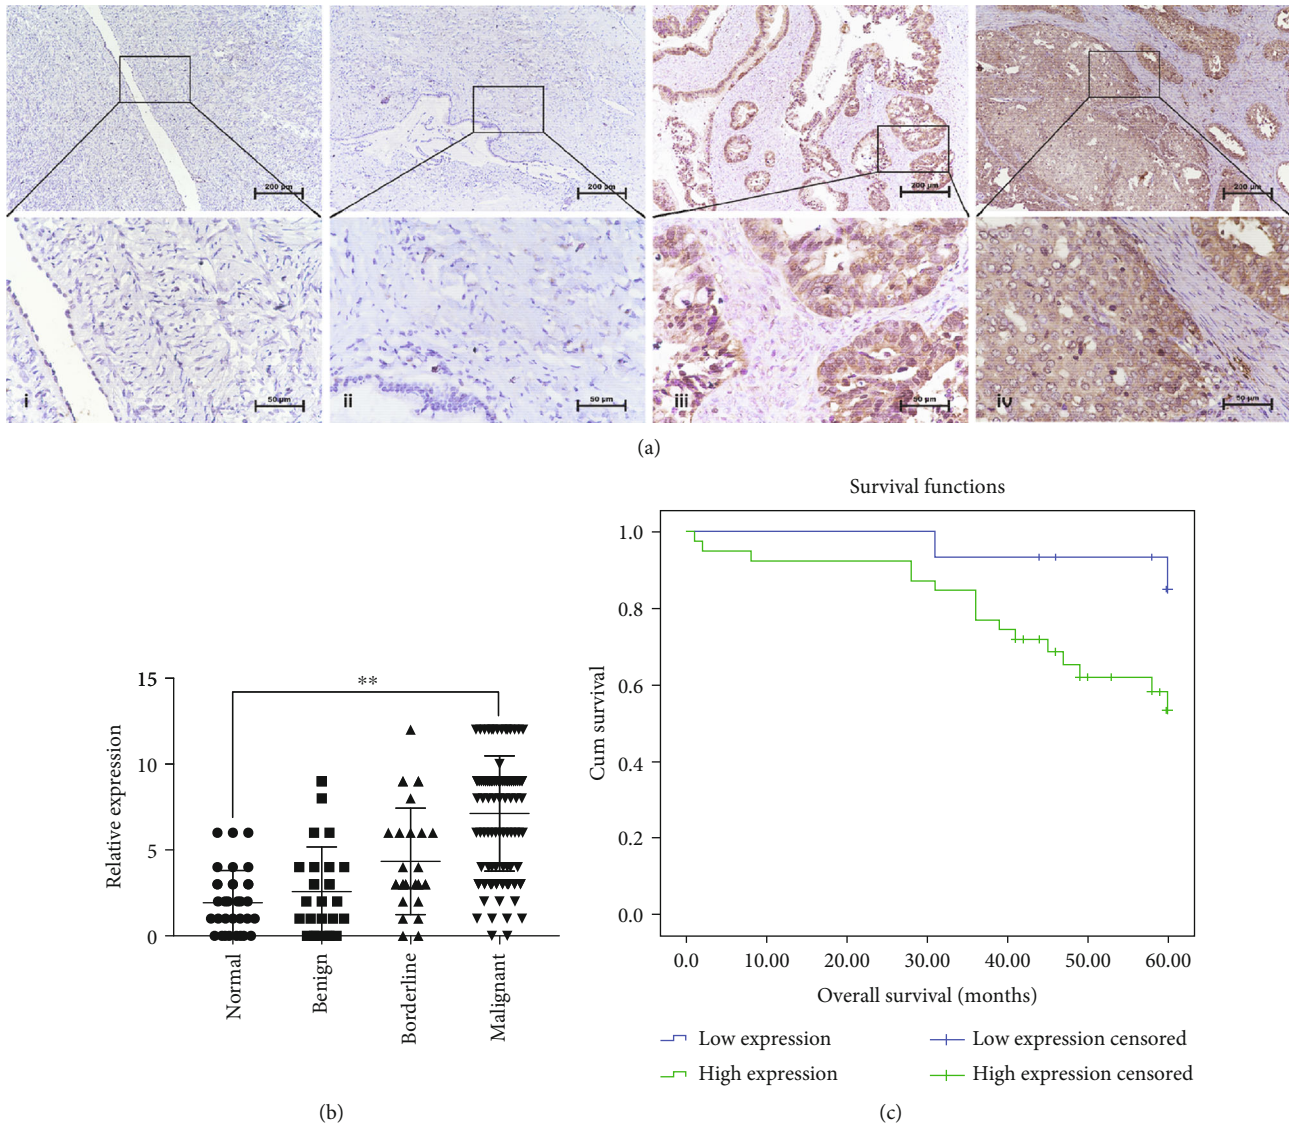 200 μm
200 μm
200 μm
200 μm
i
50 μm
ii
50 μm
iii
50 μm
iv
50 μm
(a)
Relative expression
15
10
5
0
**
Normal
Benign
Borderline
Malignant
(b)
Survival functions
Cum survival
1.0
0.8
0.6
0.4
0.2
0.0
0.0 10.00 20.00 30.00 40.00 50.00 60.00
Overall survival (months)
Low expression
Low expression censored
High expression
High expression censored
(c)